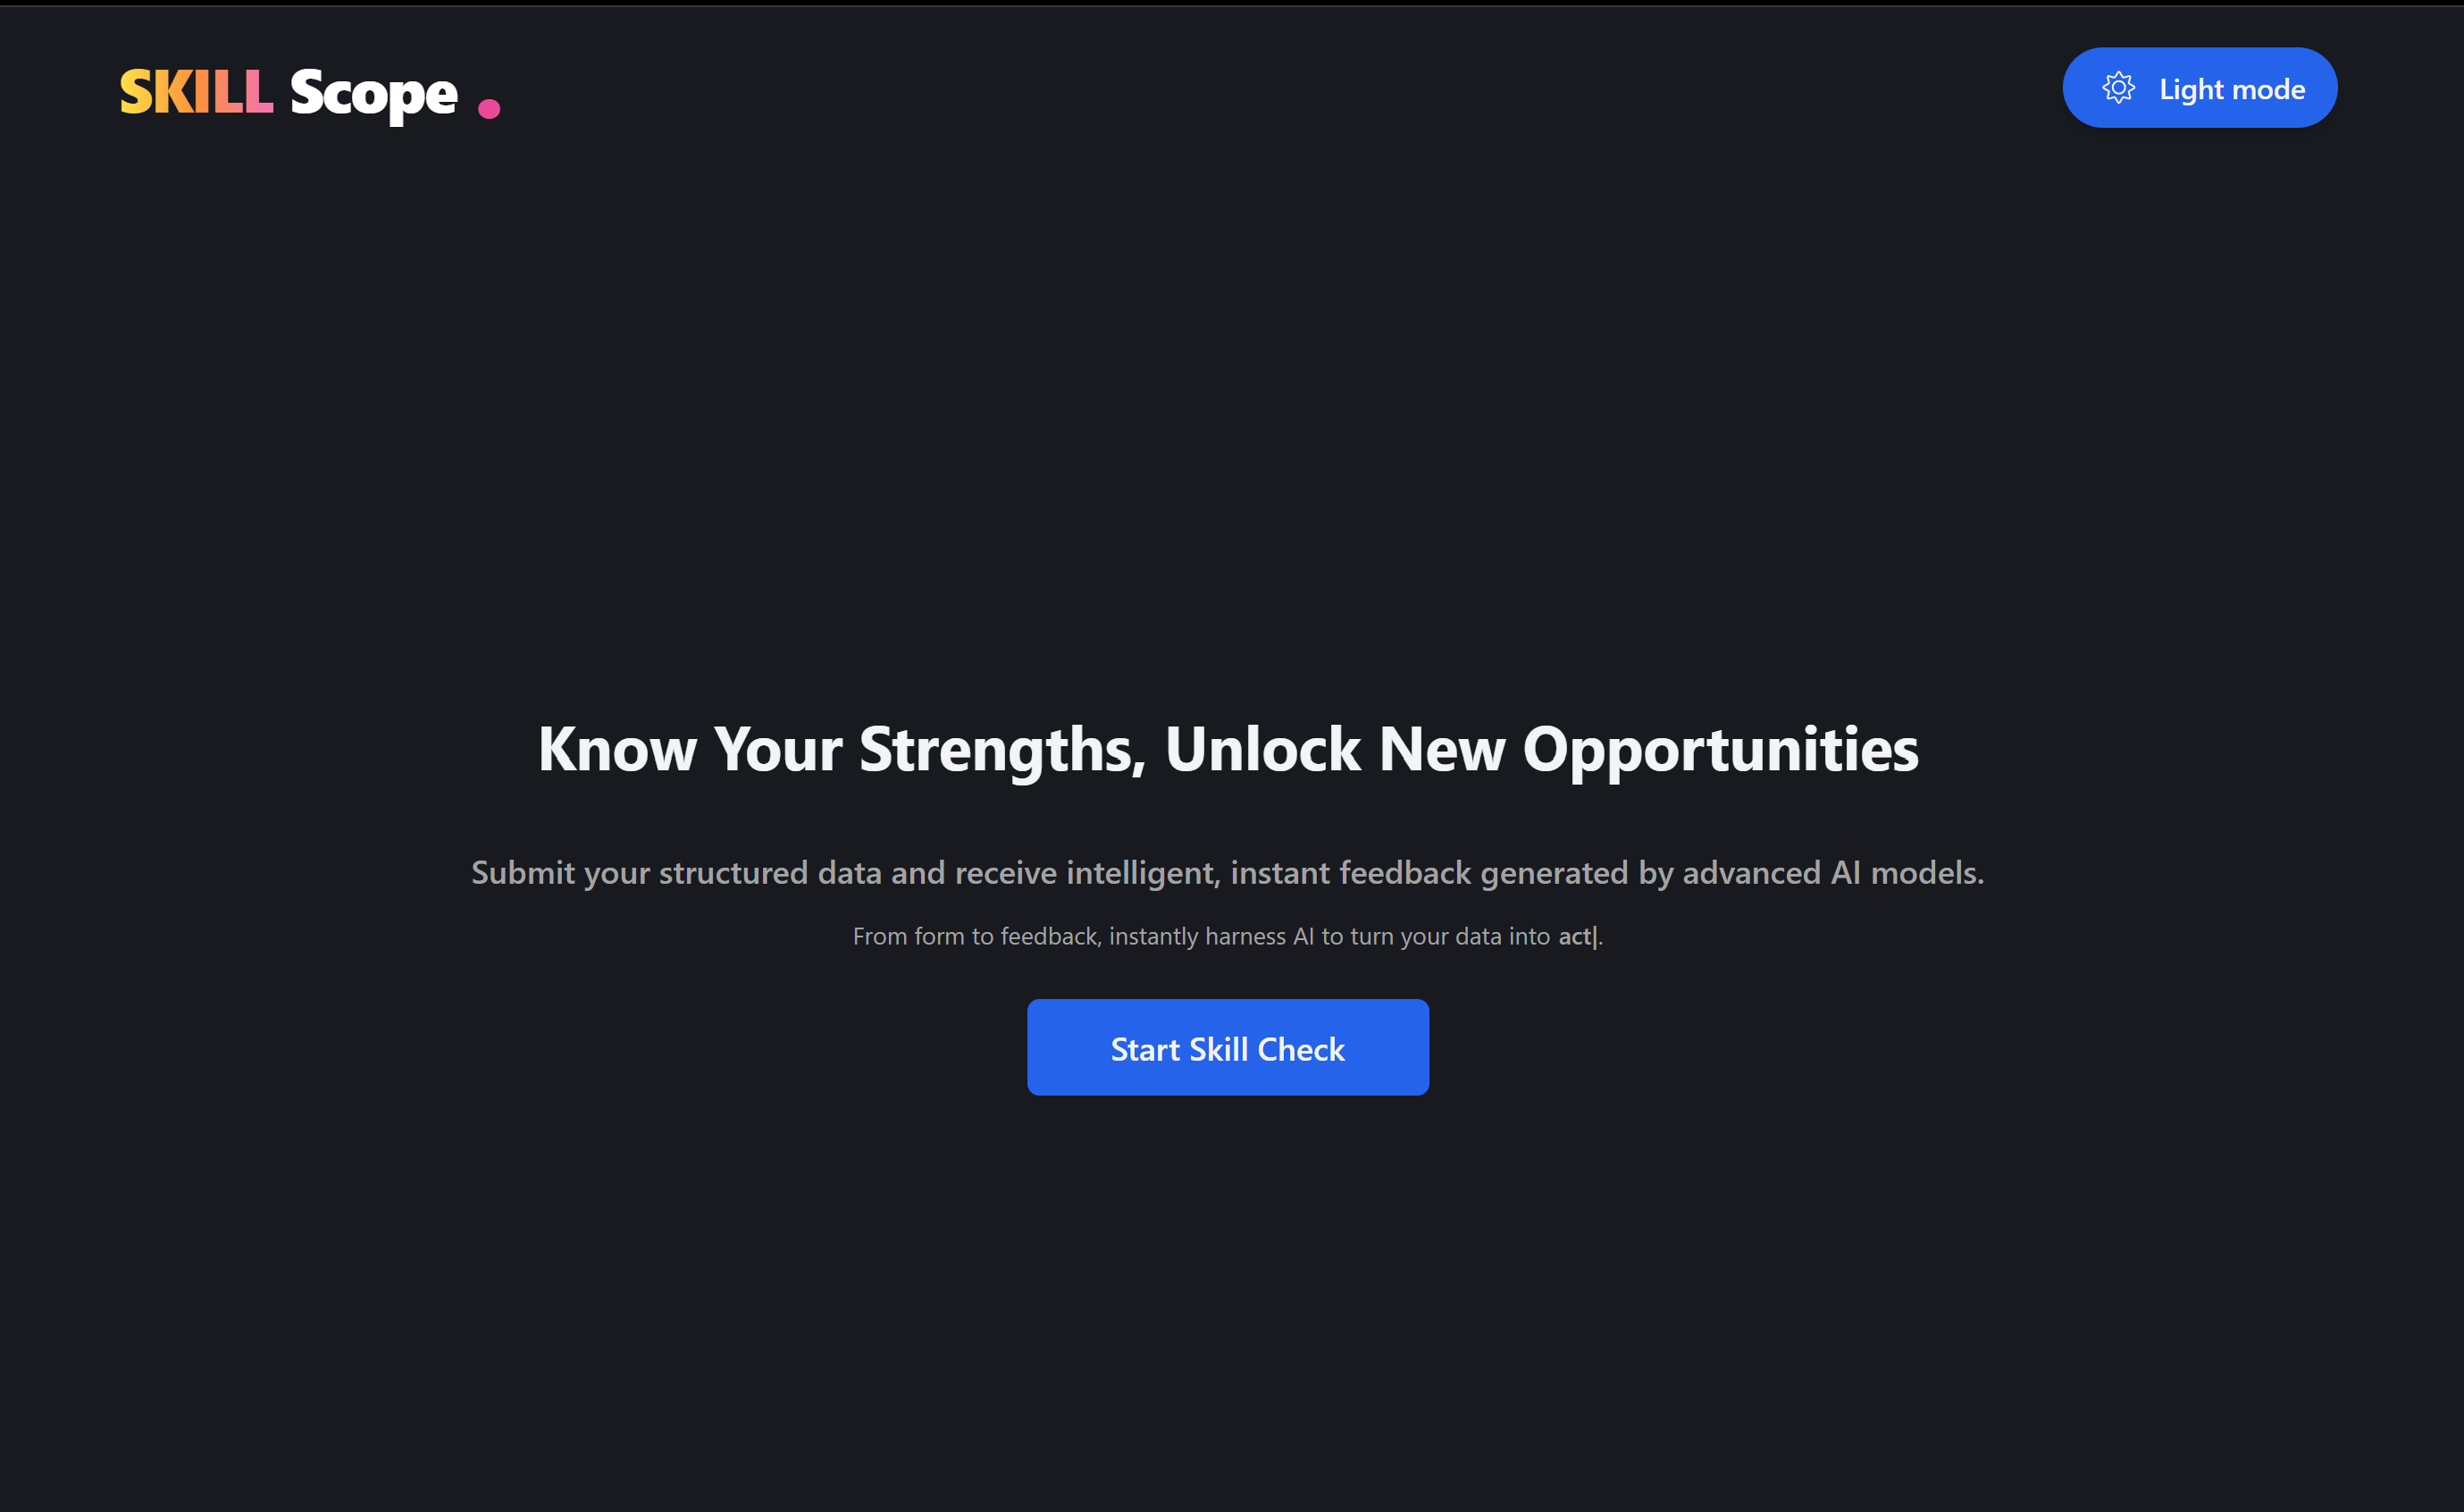 SKILL Scope .
Light mode
Know Your Strengths, Unlock New Opportunities
Submit your structured data and receive intelligent, instant feedback generated by advanced AI models.
From form to feedback, instantly harness AI to turn your data into act|.
Start Skill Check